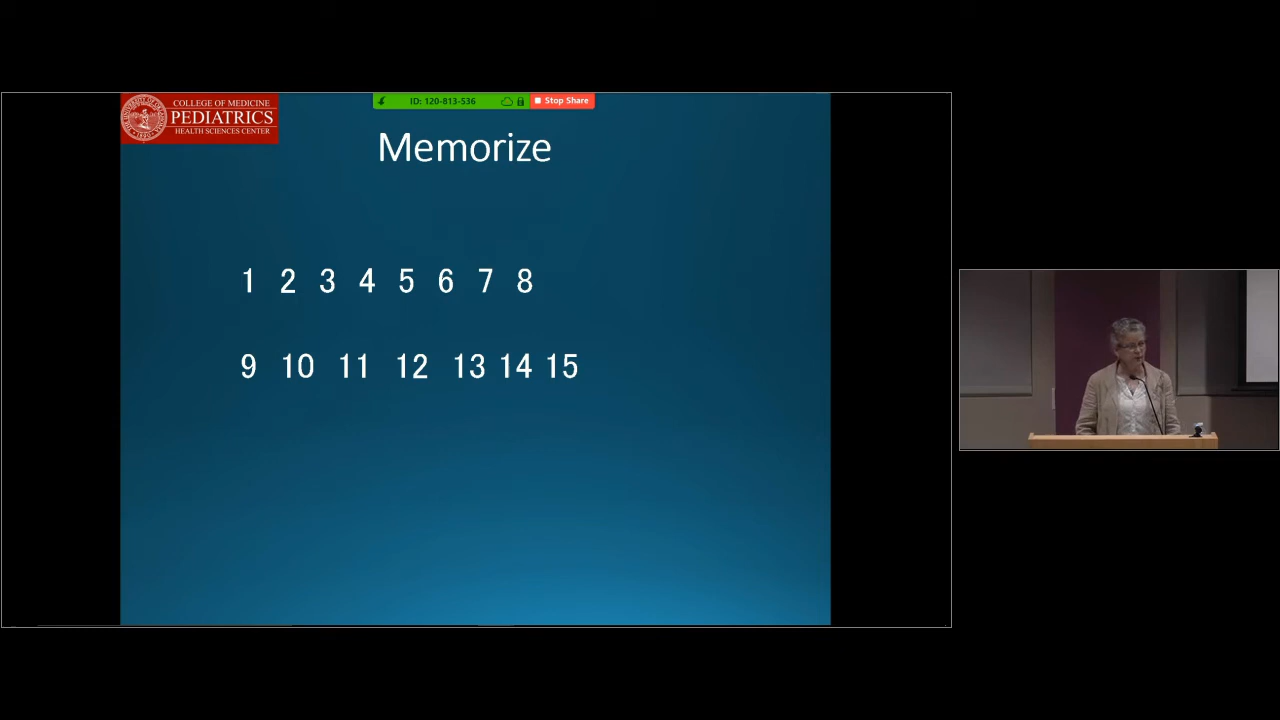 COLLEGE OF MEDICINE
PEDIATRICS
HEALTH SCIENCES CENTER
ID: 120-813-536
Stop Share
Memorize
1 2 3 4 5 6 7 8
9 10 11 12 13 14 15